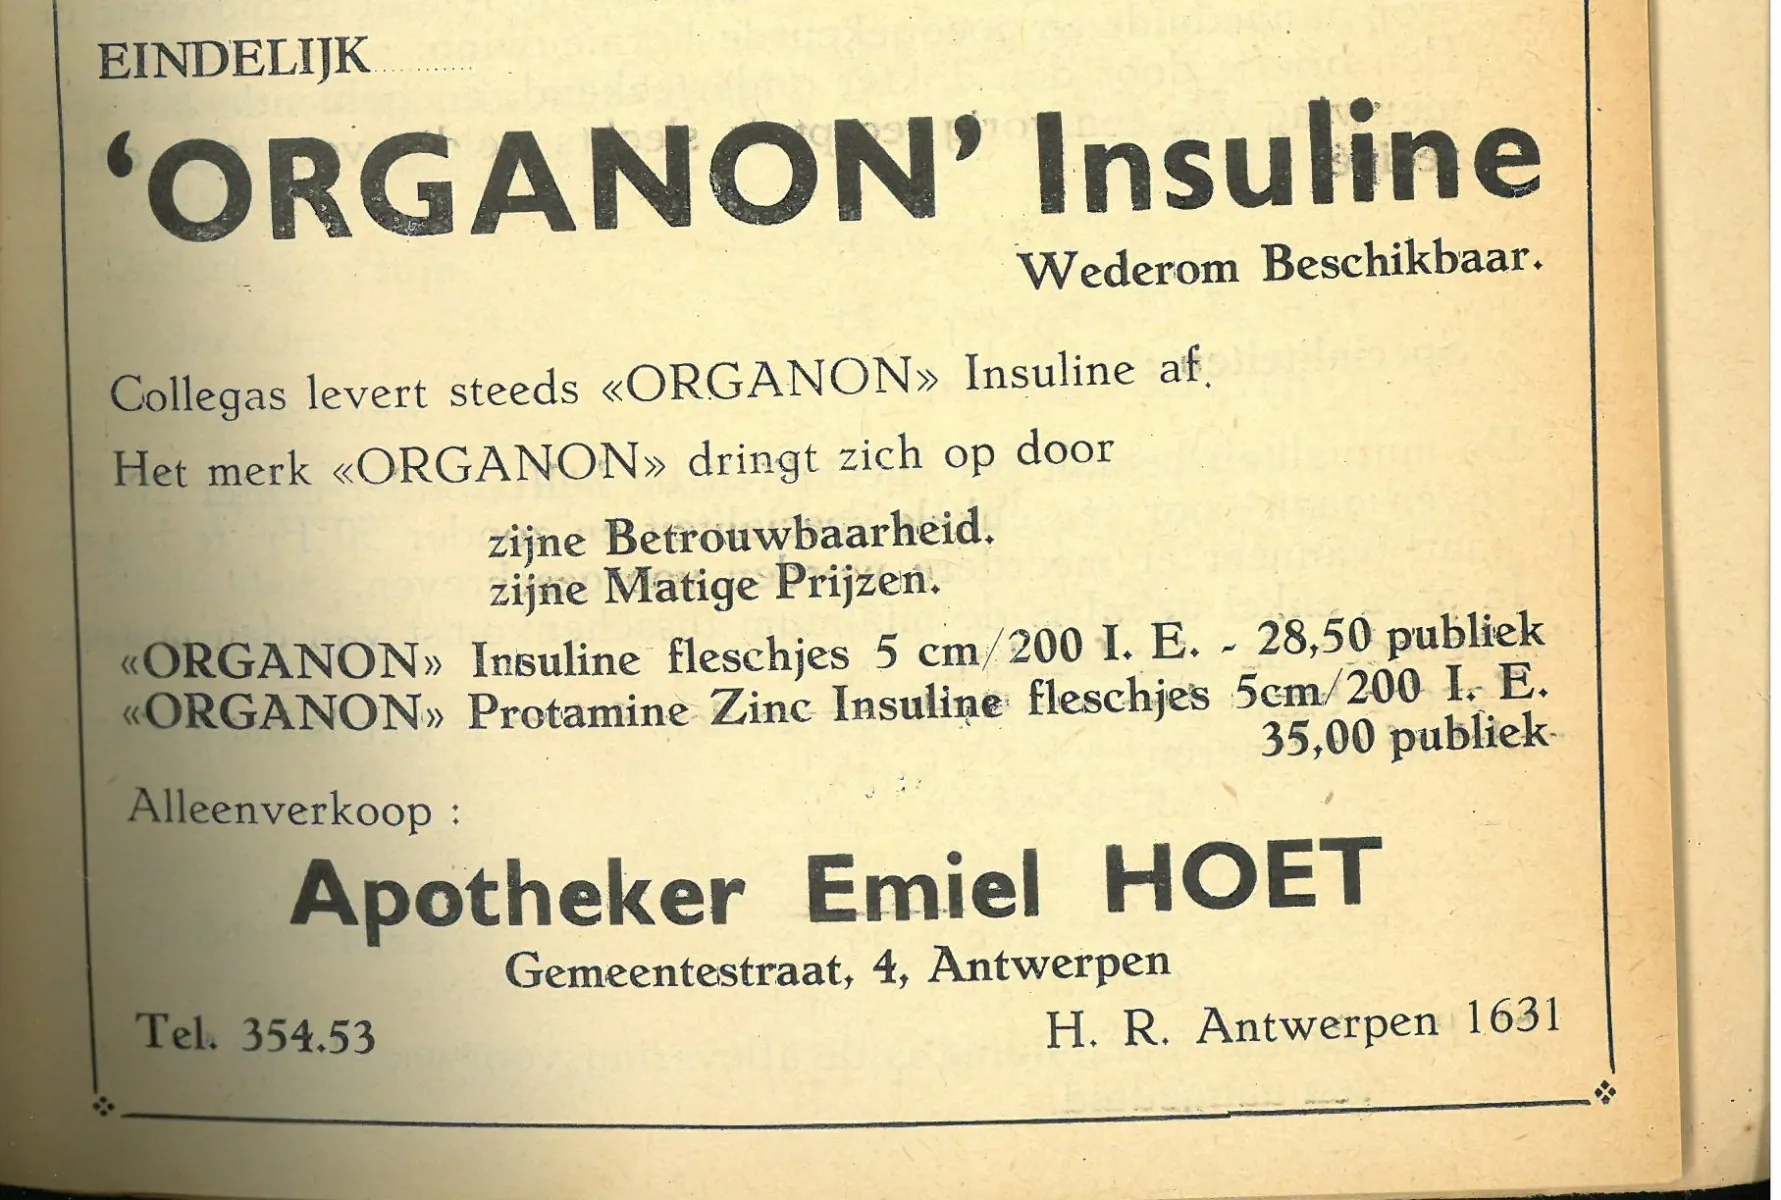 EINDELIJK............
‘ORGANON’ Insuline
Wederom Beschikbaar.
Collegas levert steeds «ORGANON» Insuline af.
Het merk «ORGANON» dringt zich op door
zijne Betrouwbaarheid.
zijne Matige Prijzen.
«ORGANON» Insuline fleschjes 5 cm/200 I. E. - 28,50 publiek
«ORGANON» Protamine Zinc Insuline fleschjes 5cm/200 I. E.
35,00 publiek
Alleenverkoop :
Apotheker Emiel HOET
Gemeentestraat, 4, Antwerpen
Tel. 354.53
H. R. Antwerpen 1631